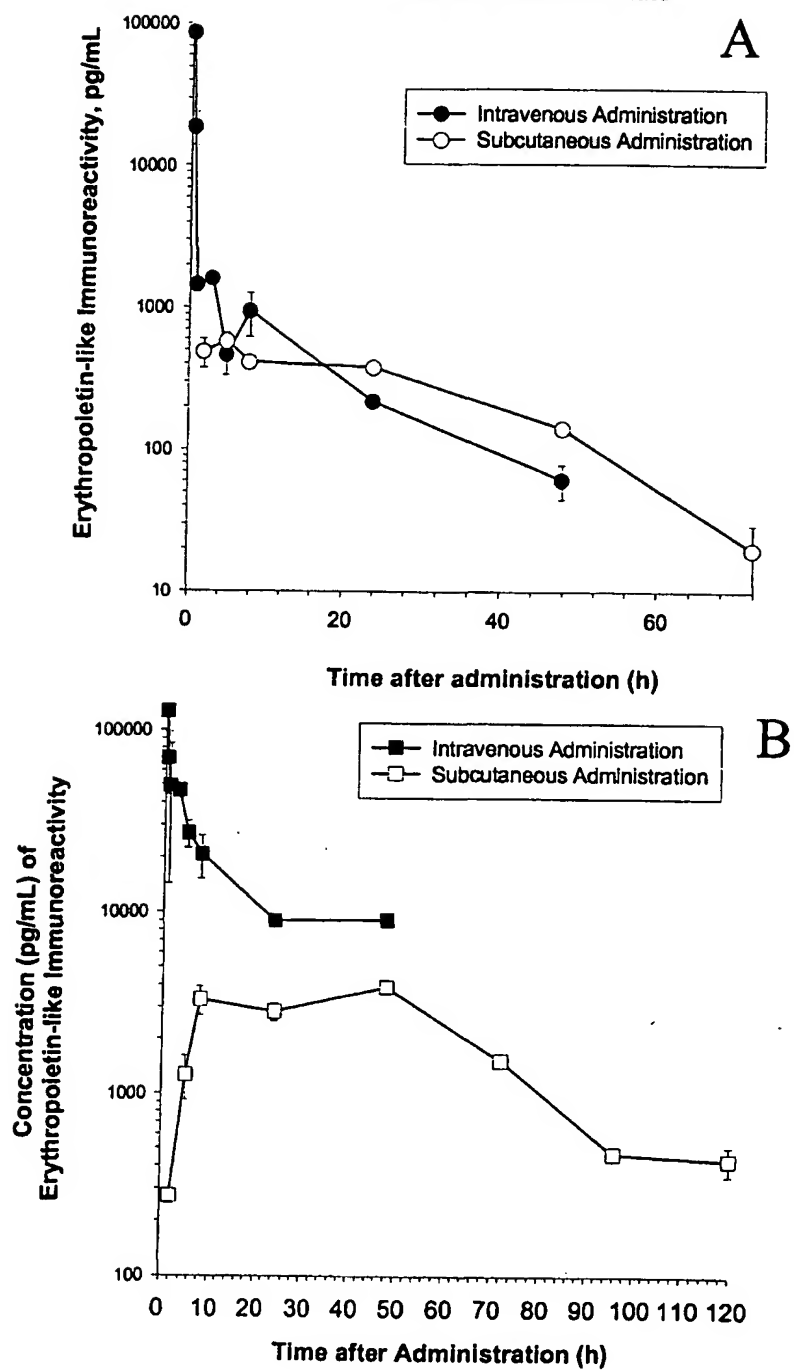 A
100000
10000
1000
100
10
Erythropoietin-like Immunoreactivity, pg/mL
Intravenous Administration
Subcutaneous Administration
0 20 40 60
Time after administration (h)
B
100000
10000
1000
100
Concentration (pg/mL) of
Erythropoietin-like Immunoreactivity
Intravenous Administration
Subcutaneous Administration
0 10 20 30 40 50 60 70 80 90 100 110 120
Time after Administration (h)